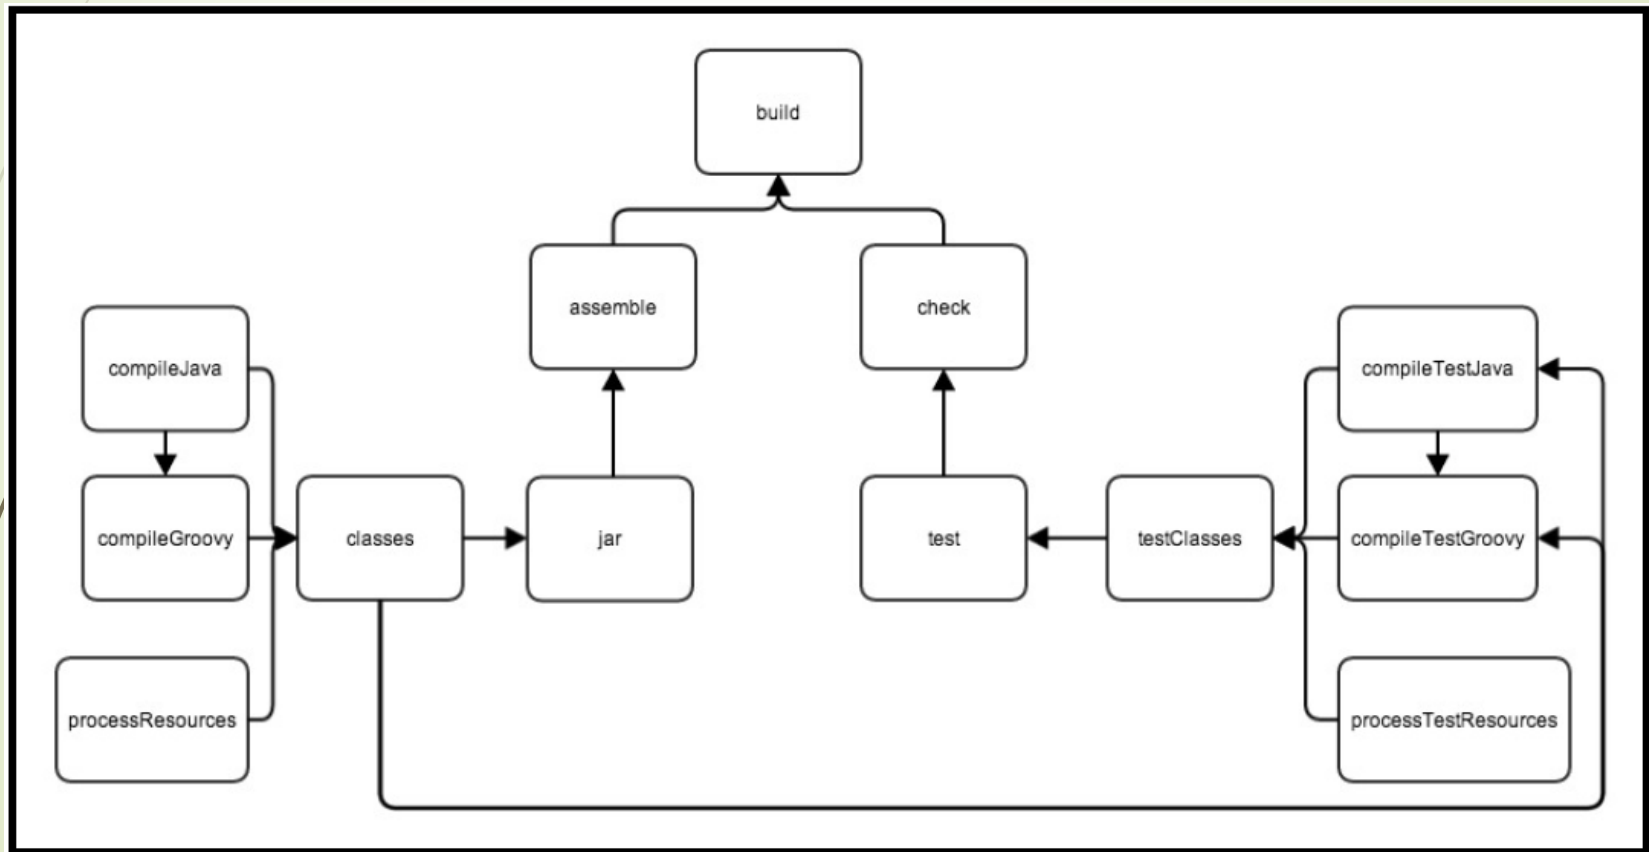 build
assemble
check
compileJava
compileTestJava
compileGroovy
classes
jar
test
testClasses
compileTestGroovy
processResources
processTestResources